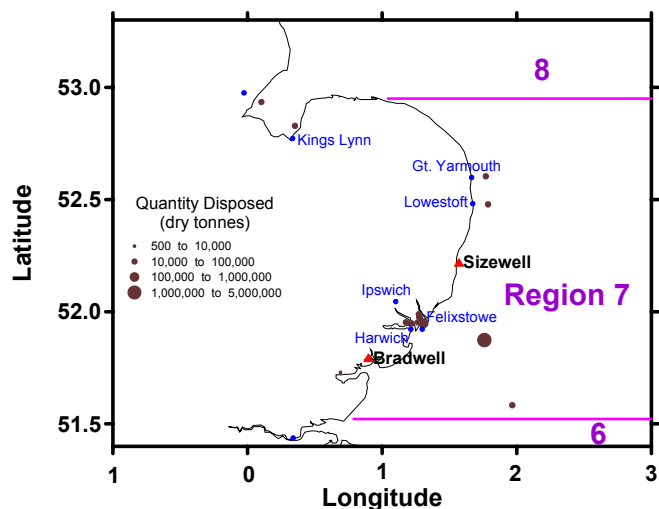 8
53.0
Kings Lynn
Gt. Yarmouth
52.5
Lowestoft
Quantity Disposed
(dry tonnes)
500 to 10,000
10,000 to 100,000
100,000 to 1,000,000
1,000,000 to 5,000,000
Sizewell
Latitude
Ipswich
Region 7
52.0
Felixstowe
Harwich
Bradwell
51.5
6
1 0 1 2 3
Longitude